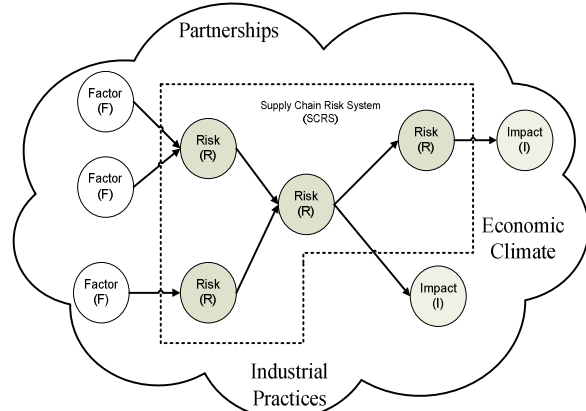 Partnerships
Factor
(F)
Supply Chain Risk System
(SCRS)
Risk
(R)
Risk
(R)
Impact
(I)
Factor
(F)
Risk
(R)
Economic
Climate
Factor
(F)
Risk
(R)
Impact
(I)
Industrial
Practices